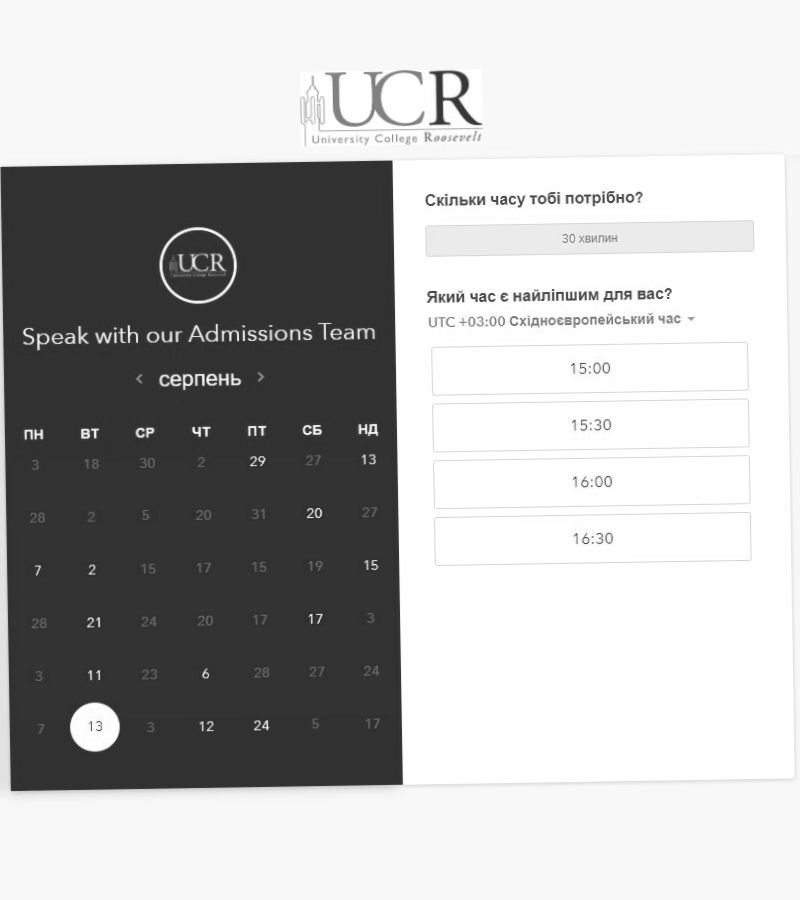 UCR
University College Roosevelt
UCR
Speak with our Admissions Team
серпень
ПН ВТ СР ЧТ ПТ СБ НД
3 18 30 2 29 27 13
28 2 5 20 31 20 27
7 2 15 17 15 19 15
28 21 24 20 17 17 3
3 11 23 6 28 27 24
7 13 3 12 24 5 17
Скільки часу тобі потрібно?
30 хвилин
Який час є найліпшим для вас?
UTC +03:00 Східноєвропейський час
15:00
15:30
16:00
16:30